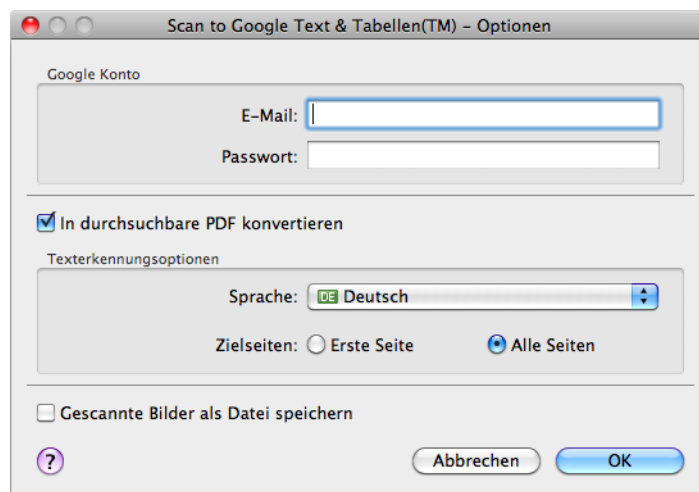 Scan to Google Text & Tabellen(TM) – Optionen
Google Konto
E-Mail:
Passwort:
In durchsuchbare PDF konvertieren
Texterkennungsoptionen
Sprache: DE Deutsch
Zielseiten: Erste Seite Alle Seiten
Gescannte Bilder als Datei speichern
? Abbrechen OK